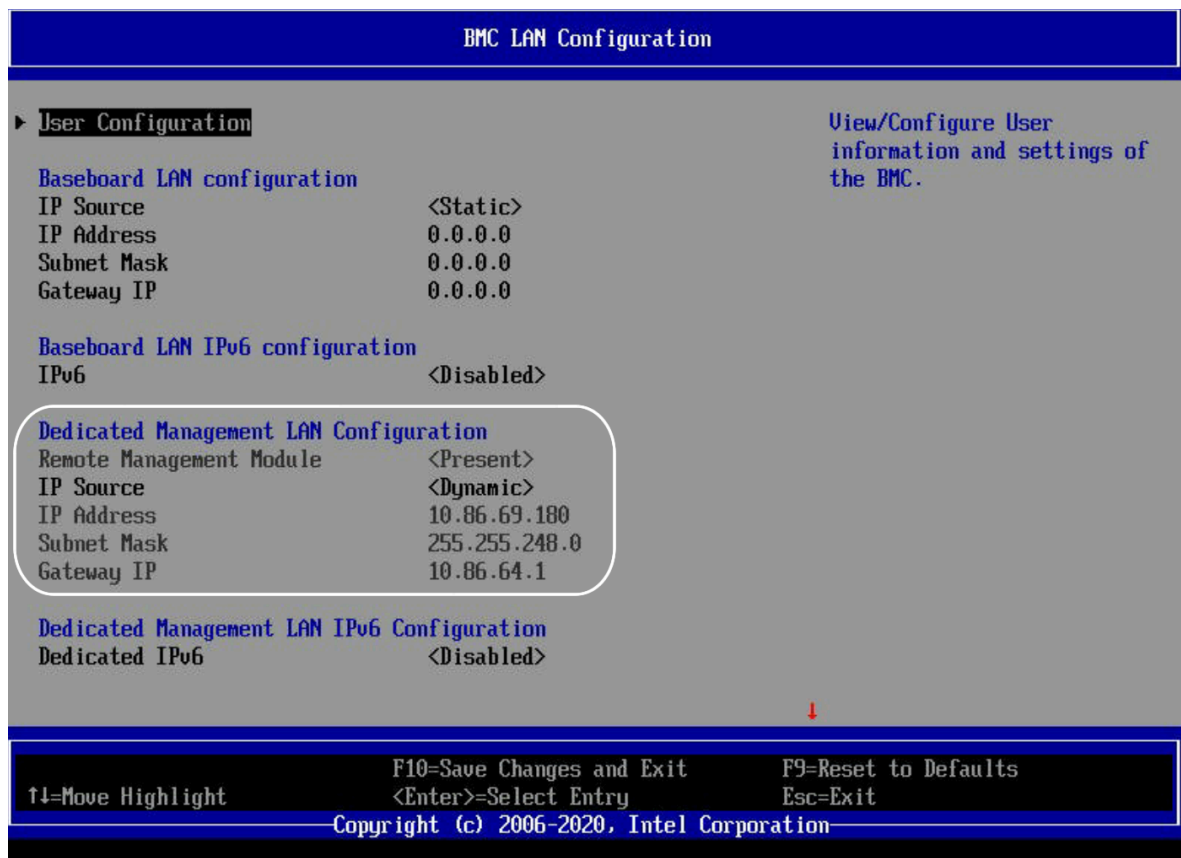 BMC LAN Configuration
User Configuration
View/Configure User
information and settings of
the BMC.
Baseboard LAN configuration
IP Source <Static>
IP Address 0.0.0.0
Subnet Mask 0.0.0.0
Gateway IP 0.0.0.0
Baseboard LAN IPv6 configuration
IPv6 <Disabled>
Dedicated Management LAN Configuration
Remote Management Module <Present>
IP Source <Dynamic>
IP Address 10.86.69.180
Subnet Mask 255.255.248.0
Gateway IP 10.86.64.1
Dedicated Management LAN IPv6 Configuration
Dedicated IPv6 <Disabled>
↓
F10=Save Changes and Exit F9=Reset to Defaults
↑↓=Move Highlight <Enter>=Select Entry Esc=Exit
Copyright (c) 2006-2020, Intel Corporation